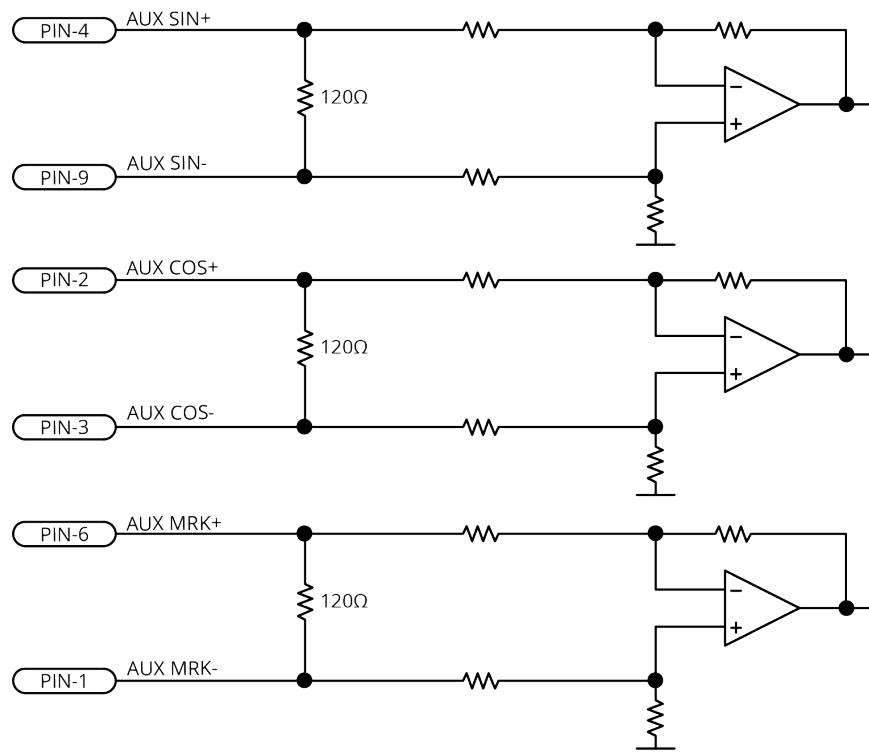 AUX SIN+
PIN-4
120Ω
−
+
AUX SIN-
PIN-9
AUX COS+
PIN-2
120Ω
−
+
AUX COS-
PIN-3
AUX MRK+
PIN-6
120Ω
−
+
AUX MRK-
PIN-1